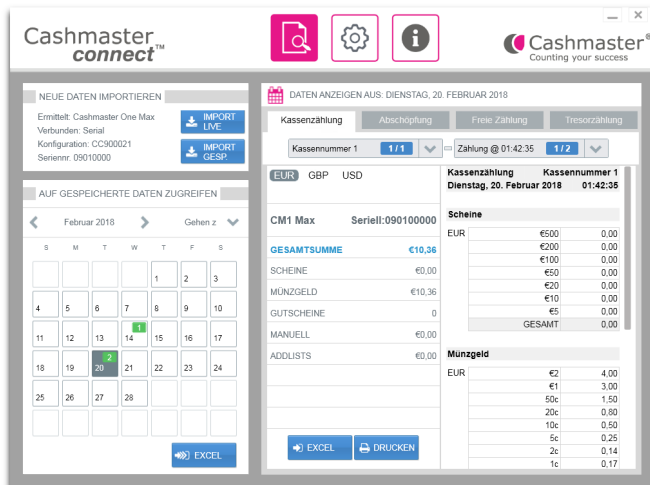 Cashmaster
connect™
Cashmaster®
Counting your success
NEUE DATEN IMPORTIEREN
Ermittelt: Cashmaster One Max
Verbunden: Serial
Konfiguration: CC900021
Seriennr. 09010000
IMPORT
LIVE
IMPORT
GESP.
AUF GESPEICHERTE DATEN ZUGREIFEN
Februar 2018
Gehen z
S M T W T F S
1 2 3
4 5 6 7 8 9 10
1
11 12 13 14 15 16 17
2
18 19 20 21 22 23 24
25 26 27 28
EXCEL
DATEN ANZEIGEN AUS: DIENSTAG, 20. FEBRUAR 2018
Kassenzählung Abschöpfung Freie Zählung Tresorzählung
Kassennummer 1 1/1 Zählung @ 01:42:35 1/2
EUR GBP USD
CM1 Max Seriell:090100000
GESAMTSUMME €10,36
SCHEINE €0,00
MÜNZGELD €10,36
GUTSCHEINE 0
MANUELL €0,00
ADDLISTS €0,00
EXCEL DRUCKEN
Kassenzählung Kassennummer 1
Dienstag, 20. Februar 2018 01:42:35
Scheine
EUR €500 0,00
€200 0,00
€100 0,00
€50 0,00
€20 0,00
€10 0,00
€5 0,00
GESAMT 0,00
Münzgeld
EUR €2 4,00
€1 3,00
50c 1,50
20c 0,80
10c 0,50
5c 0,25
2c 0,14
1c 0,17